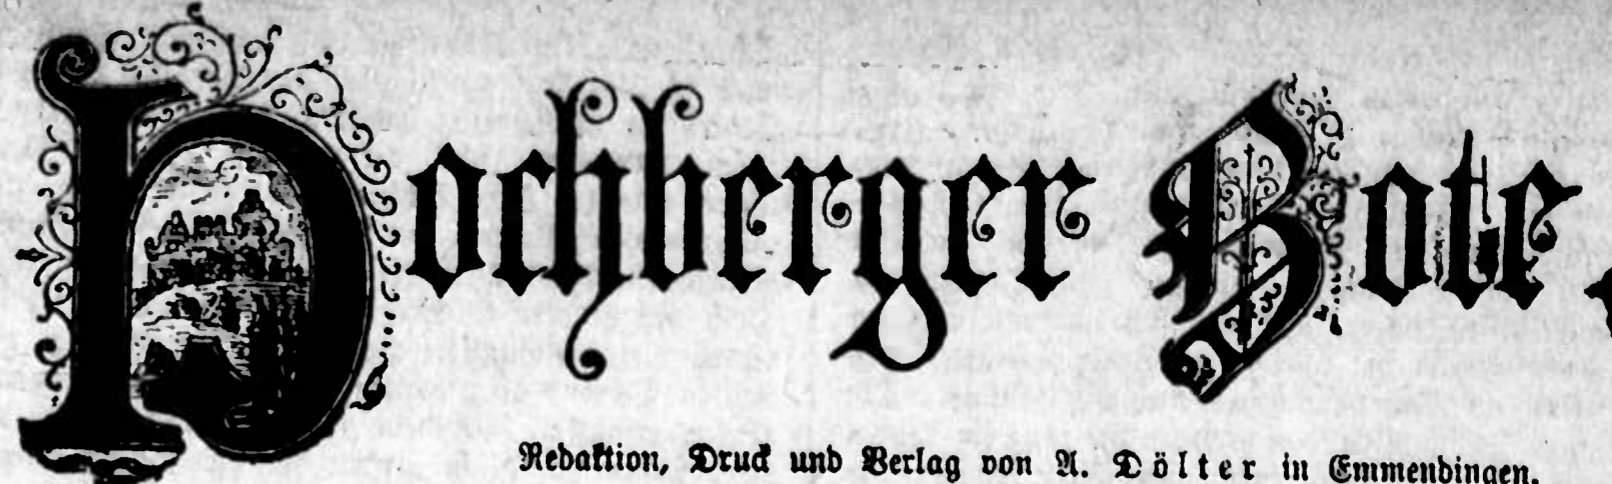 Hochberger Bote.
Redaktion, Druck und Verlag von A. Dölter in Emmendingen.